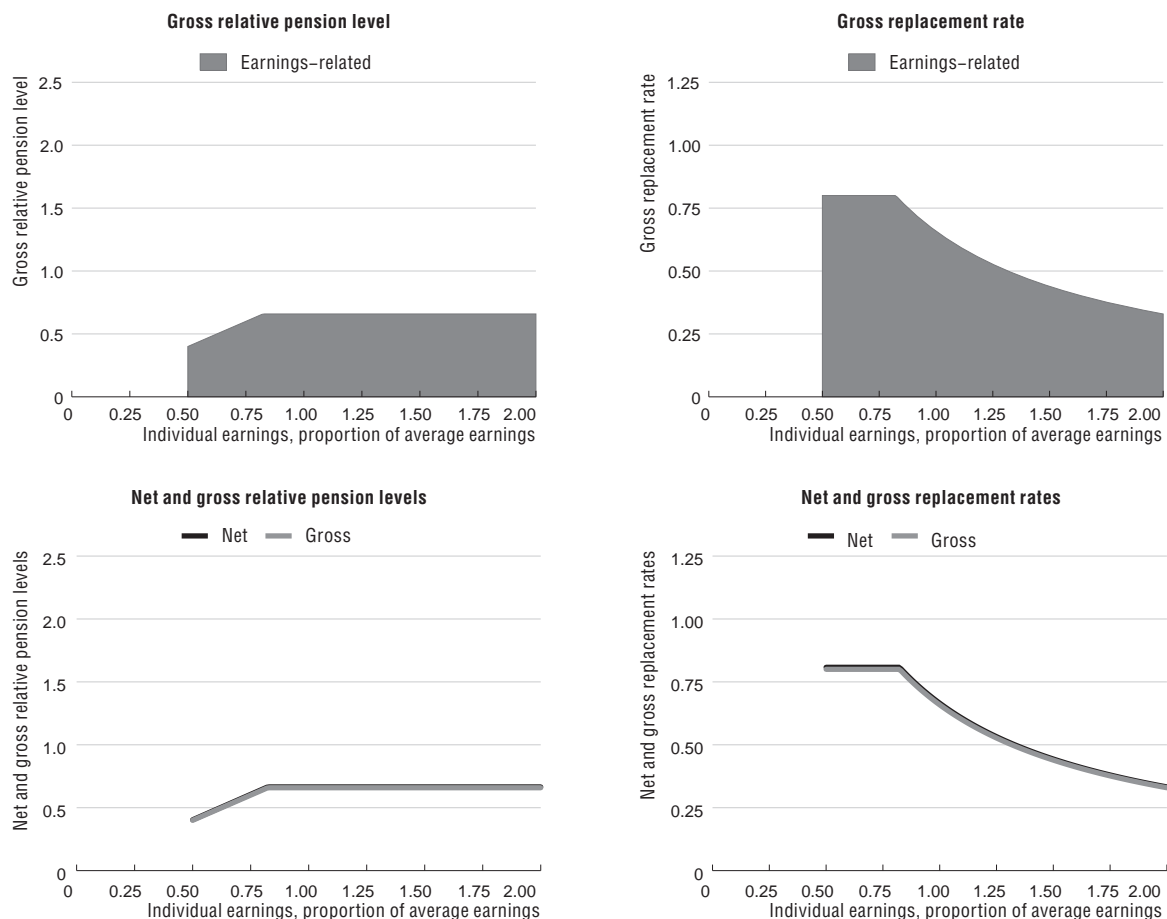 Gross relative pension level
Earnings–related
Gross relative pension level
2.5
2.0
1.5
1.0
0.5
0
0 0.25 0.50 0.75 1.00 1.25 1.50 1.75 2.00
Individual earnings, proportion of average earnings
Gross replacement rate
Earnings–related
Gross replacement rate
1.25
1.00
0.75
0.50
0.25
0
0 0.25 0.50 0.75 1.00 1.25 1.50 1.75 2.00
Individual earnings, proportion of average earnings
Net and gross relative pension levels
Net Gross
Net and gross relative pension levels
2.5
2.0
1.5
1.0
0.5
0
0 0.25 0.50 0.75 1.00 1.25 1.50 1.75 2.00
Individual earnings, proportion of average earnings
Net and gross replacement rates
Net Gross
Net and gross replacement rates
1.25
1.00
0.75
0.50
0.25
0
0 0.25 0.50 0.75 1.00 1.25 1.50 1.75 2.00
Individual earnings, proportion of average earnings